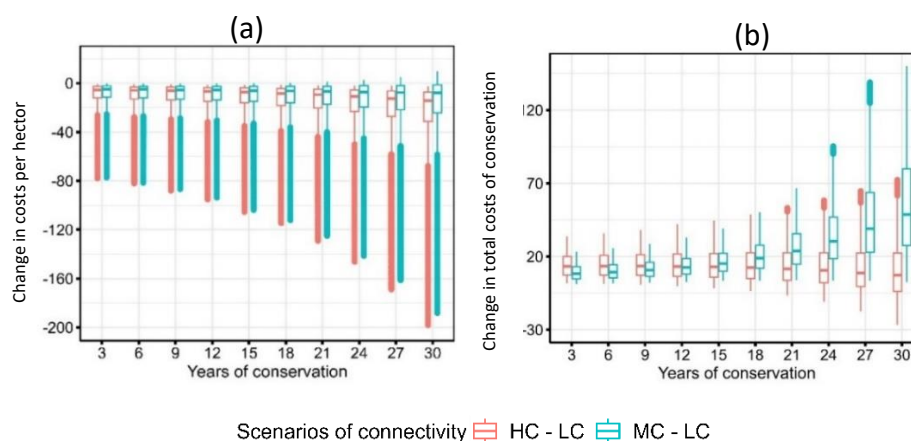 (a)
(b)
Change in costs per hector
0
-40
-80
-120
-160
-200
3 6 9 12 15 18 21 24 27 30
Years of conservation
Change in total costs of conservation
120
70
20
-30
3 6 9 12 15 18 21 24 27 30
Years of conservation
Scenarios of connectivity HC - LC MC - LC